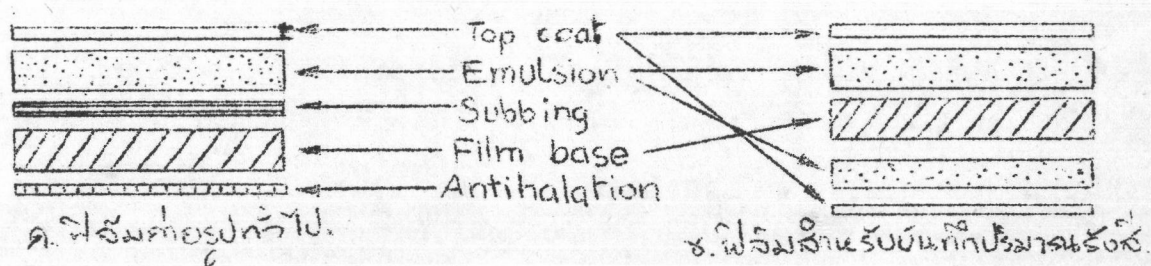 Top coat
Emulsion
Subbing
Film base
Antihalation
ก. ฟิล์มถ่ายรูปทั่วไป.
ข. ฟิล์มสำหรับบันทึกปริมาณรังสี.